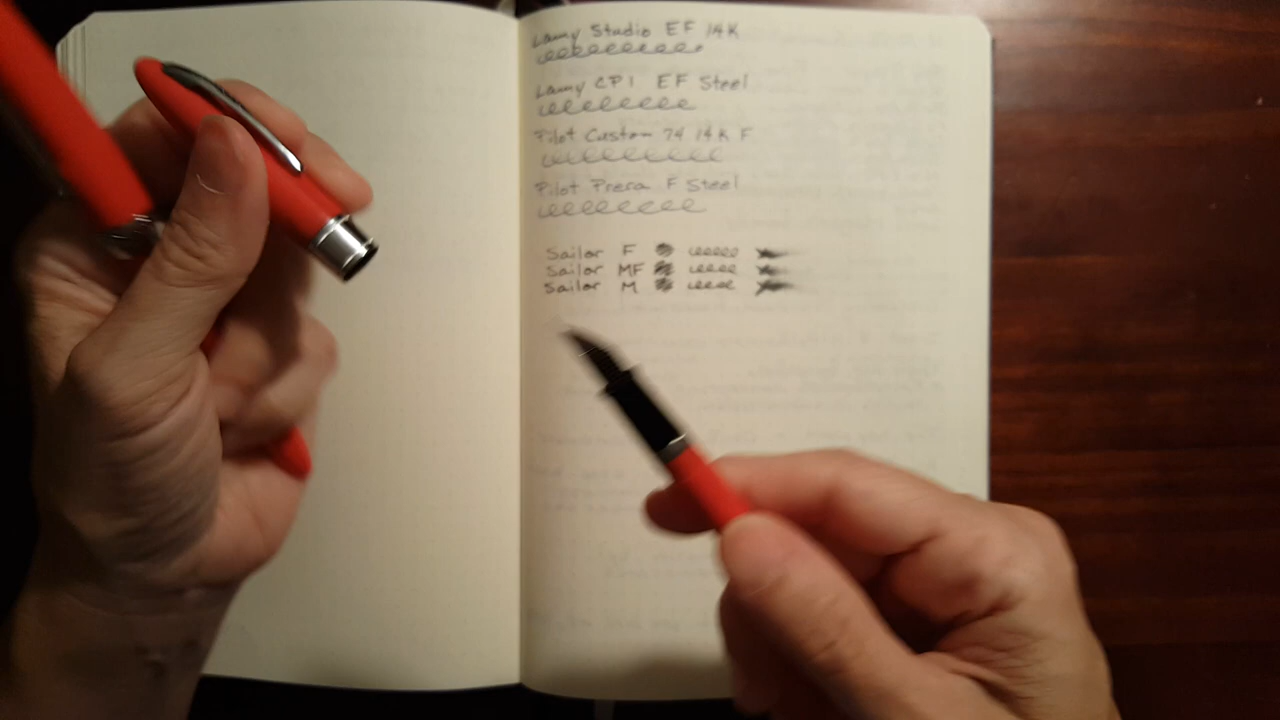 Lamy Studio EF 14K
Lamy CP1 EF Steel
Pilot Custom 74 14K F
Pilot Prera F Steel
Sailor F
Sailor MF
Sailor M